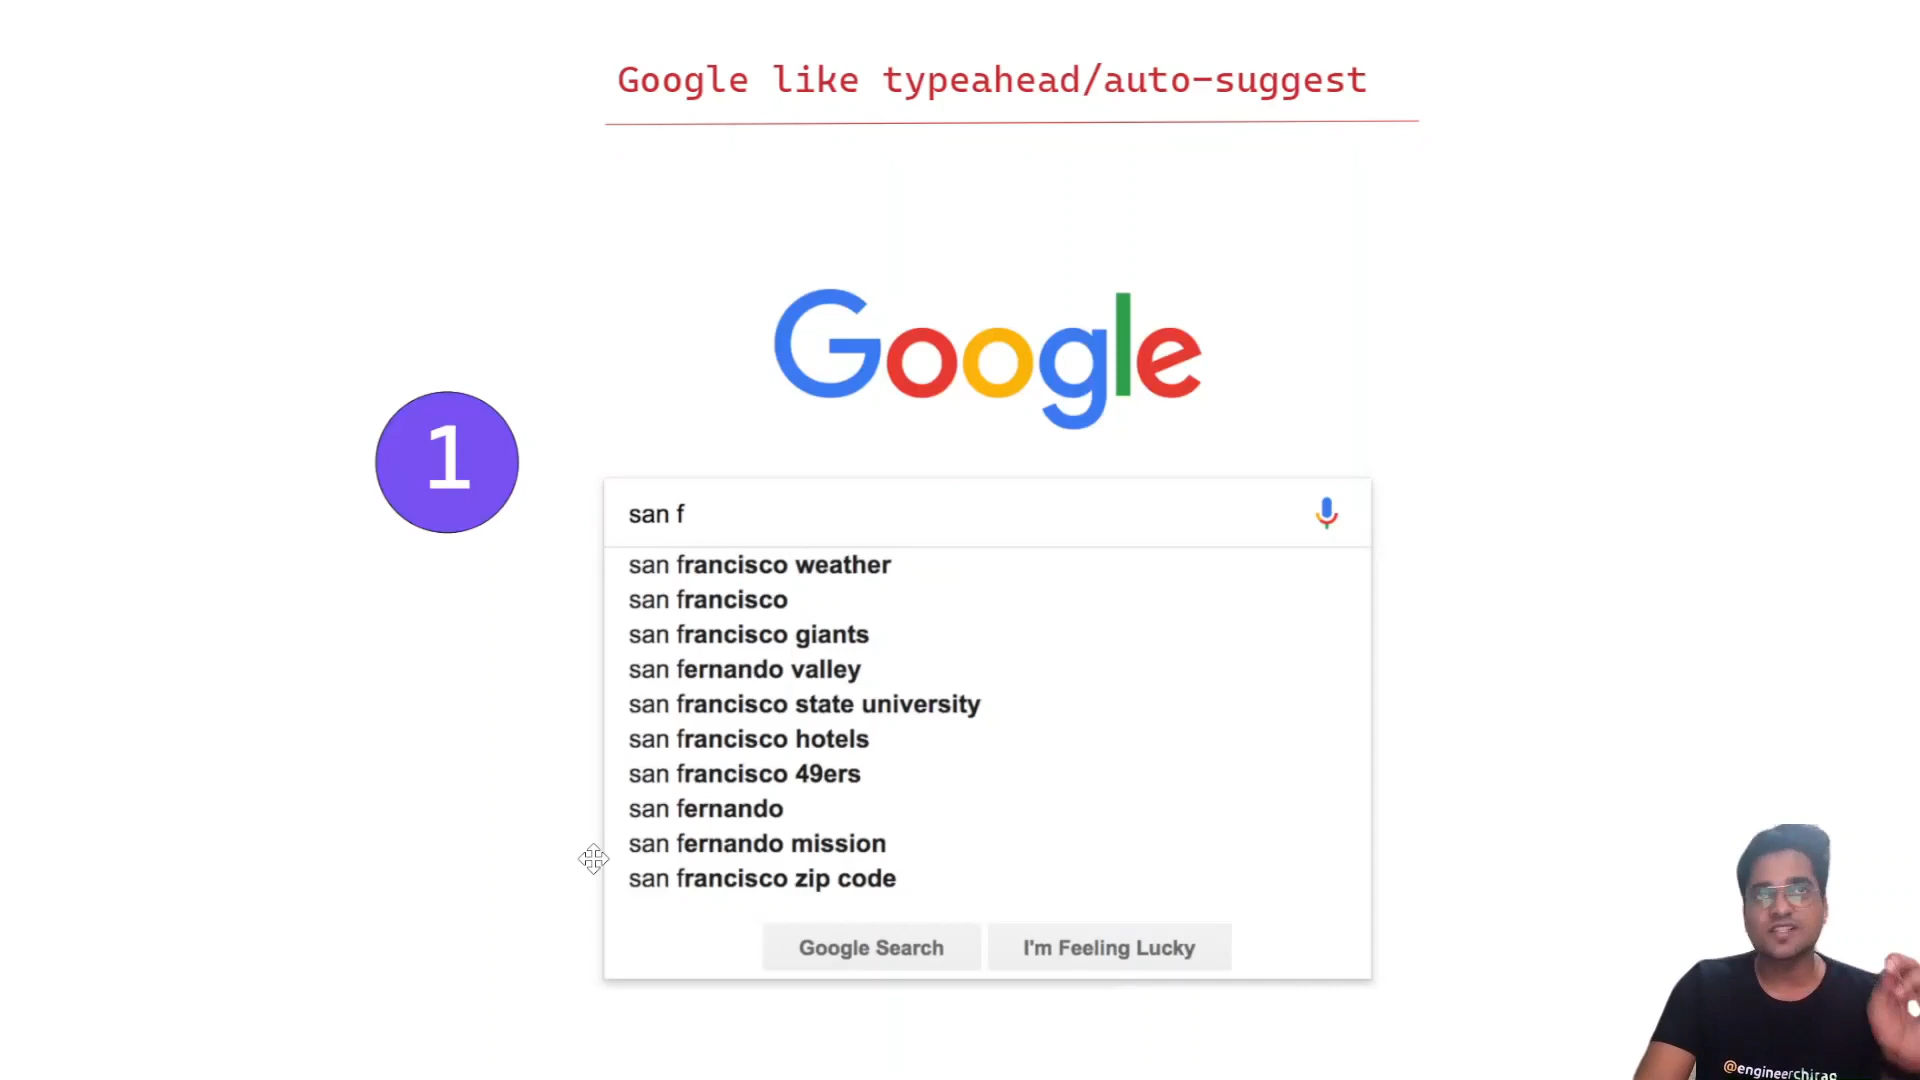 Google like typeahead/auto-suggest
Google
1
san f
san francisco weather
san francisco
san francisco giants
san fernando valley
san francisco state university
san francisco hotels
san francisco 49ers
san fernando
san fernando mission
san francisco zip code
Google Search
I'm Feeling Lucky
@engineerchirag